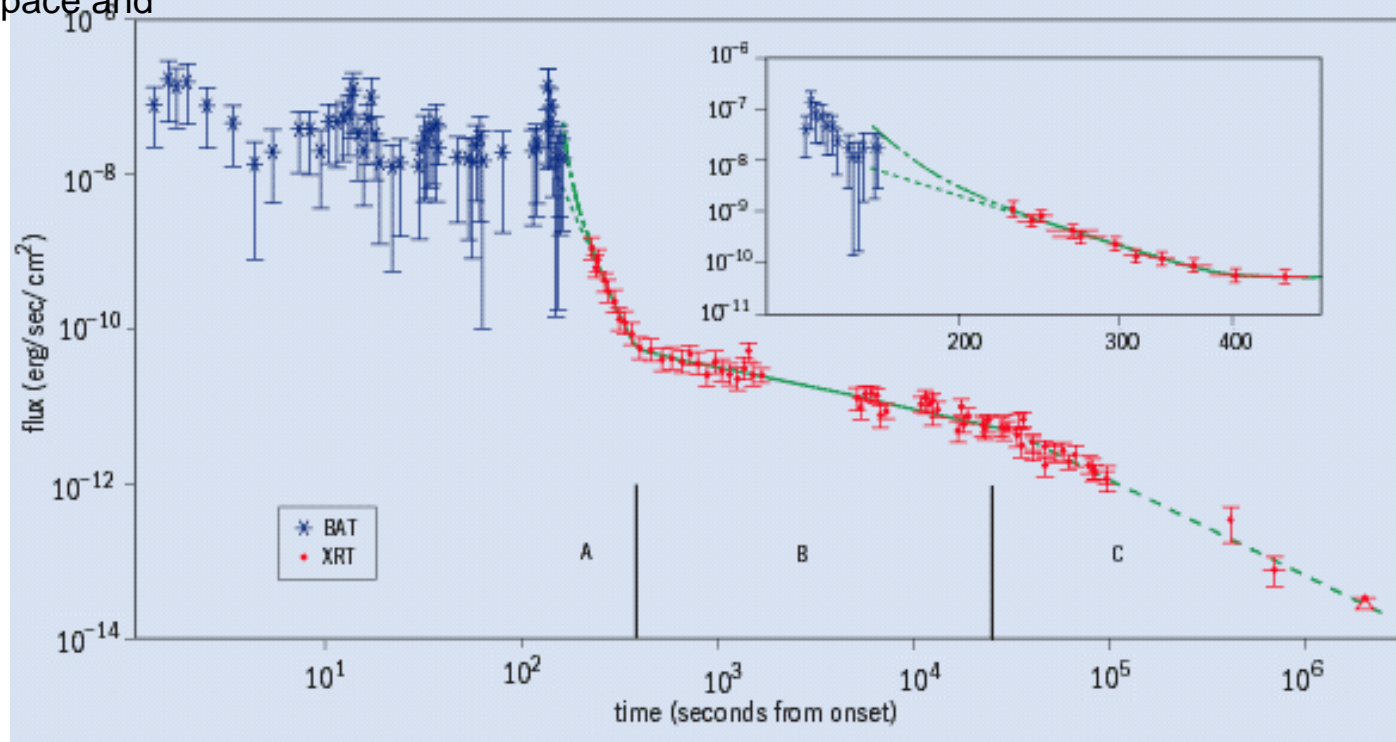 pace and
10⁻⁶
10⁻⁸
10⁻¹⁰
10⁻¹²
10⁻¹⁴
flux (erg/sec/cm²)
10¹
10²
10³
10⁴
10⁵
10⁶
time (seconds from onset)
BAT
XRT
A
B
C
10⁻⁶
10⁻⁷
10⁻⁸
10⁻⁹
10⁻¹⁰
10⁻¹¹
200
300
400